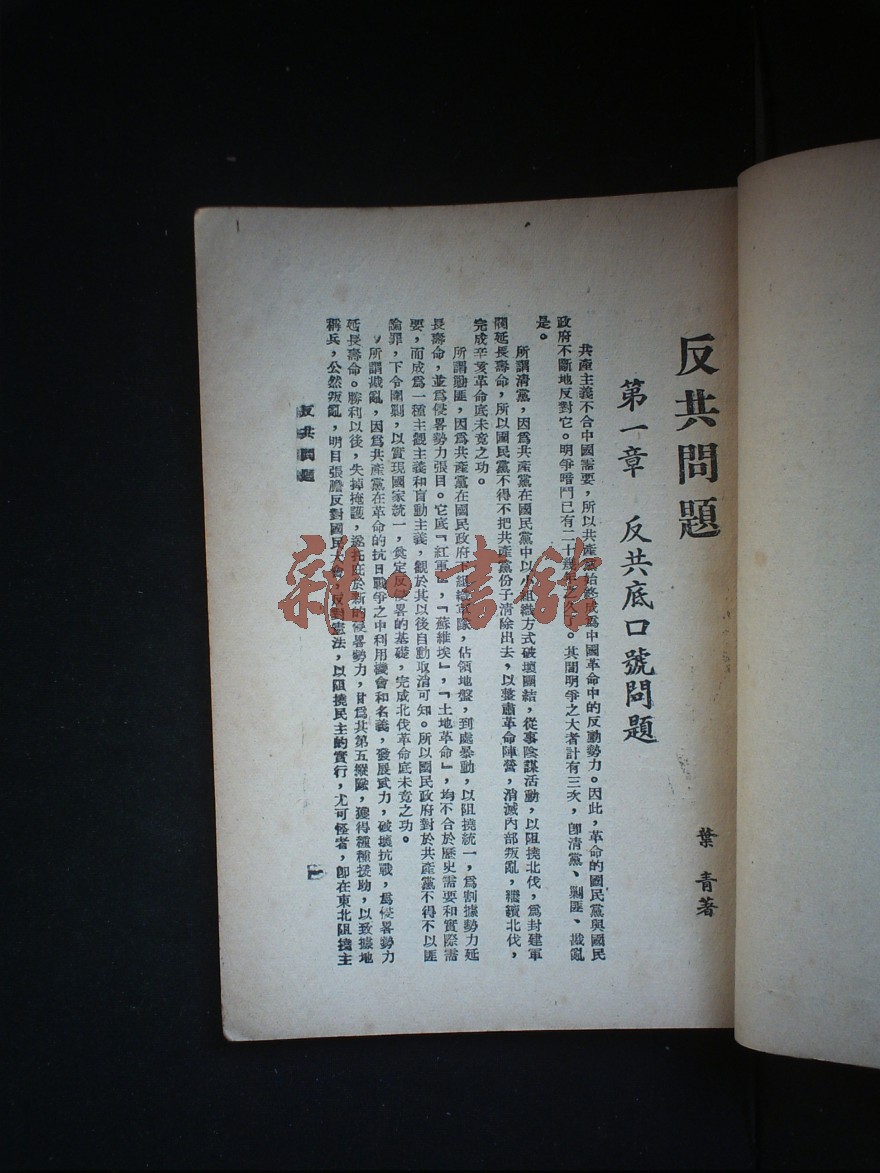 反共問題
葉青著
第一章 反共底口號問題
共產主義不合中國需要，所以共產黨始終成爲中國革命中的反動勢力。因此，革命的國民黨與國民
政府不斷地反對它。明爭暗鬥已有二十幾年之久了。其間明爭之大者計有三次，卽清黨、剿匪、戡亂
是。
所謂清黨，因爲共產黨在國民黨中以小組織方式破壞團結，從事陰謀活動，以阻撓北伐，爲封建軍
閥延長壽命，所以國民黨不得不把共產黨份子清除出去，以整肅革命陣營，消滅內部叛亂，繼續北伐，
完成辛亥革命底未竟之功。
所謂剿匪，因爲共產黨在國民政府下組織軍隊，佔領地盤，到處暴動，以阻撓統一，爲割據勢力延
長壽命，並爲侵畧勢力張目。它底『紅軍』，『蘇維埃』，『土地革命』，均不合於歷史需要和實際需
要，而成爲一種主觀主義和盲動主義，觀於其以後自動取消可知。所以國民政府對於共產黨不得不以匪
論罪，下令圍剿，以實現國家統一，奠定反侵畧的基礎，完成北伐革命底未竟之功。
所謂戡亂，因爲共產黨在革命的抗日戰爭之中利用機會和名義，發展武力，破壞抗戰，爲侵畧勢力
延長壽命。勝利以後，失掉掩護，遂托庇於新的侵畧勢力，甘爲其第五縱隊，獲得種種援助，以致據地
稱兵，公然叛亂，明目張膽反對國民大會，反對憲法，以阻撓民主的實行，尤可怪者，卽在東北阻撓主
反共問題
一
雜·書館